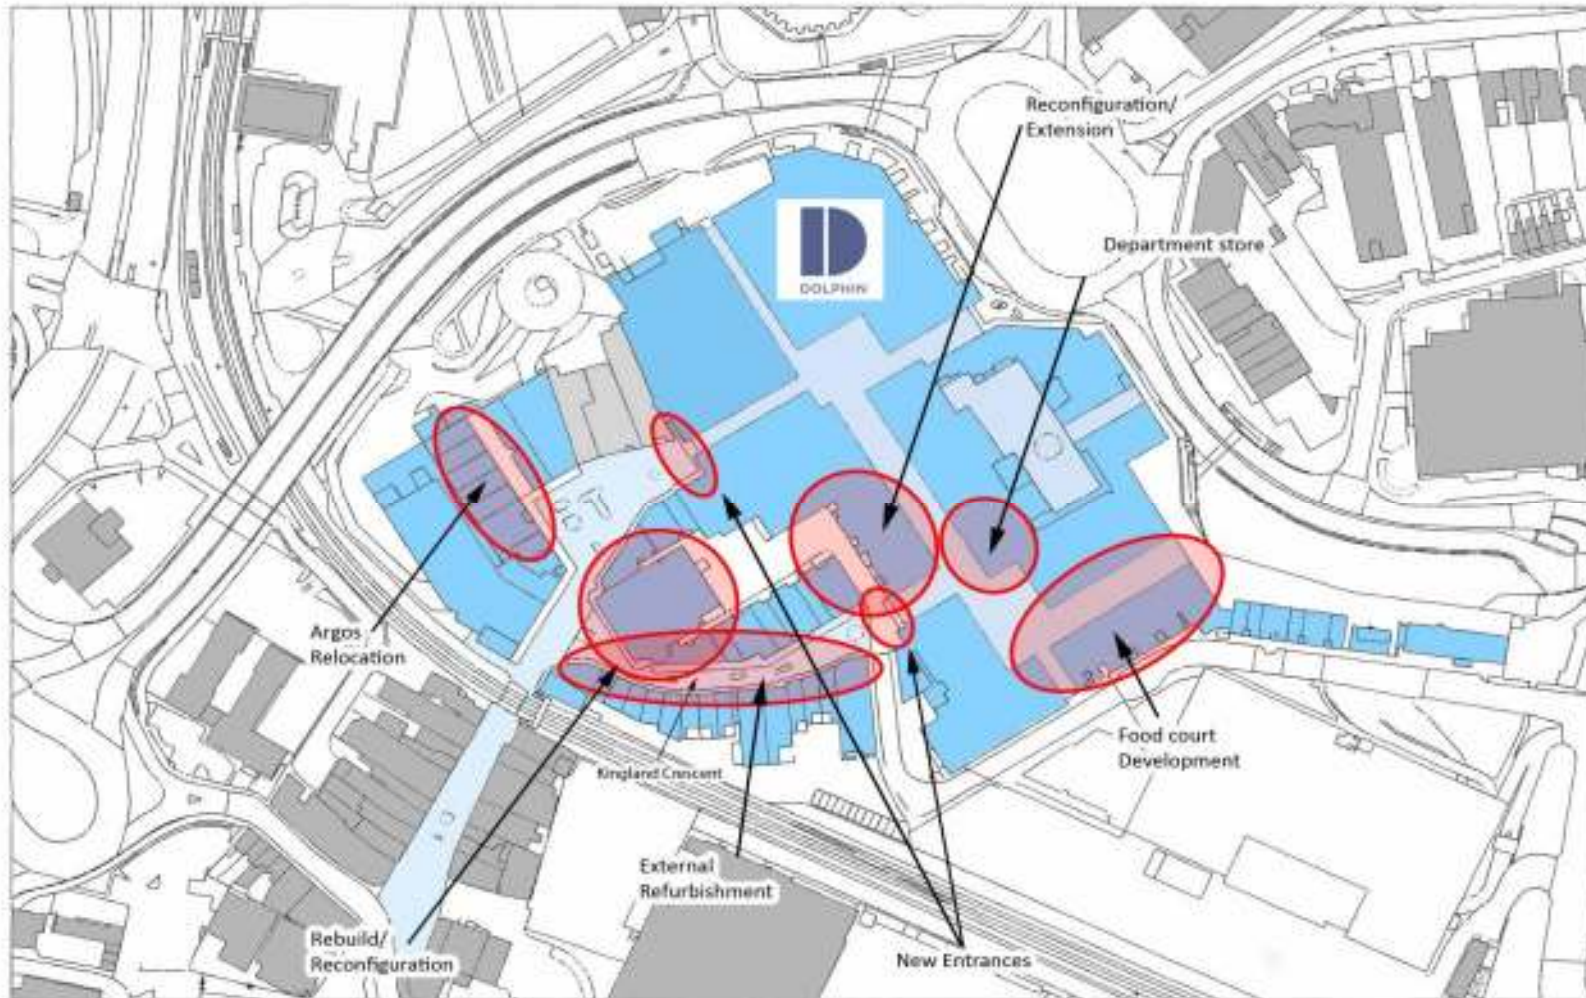 Reconfiguration/
Extension
DOLPHIN
Department store
Argos
Relocation
Food court
Development
Kingland Crescent
External
Refurbishment
Rebuild/
Reconfiguration
New Entrances